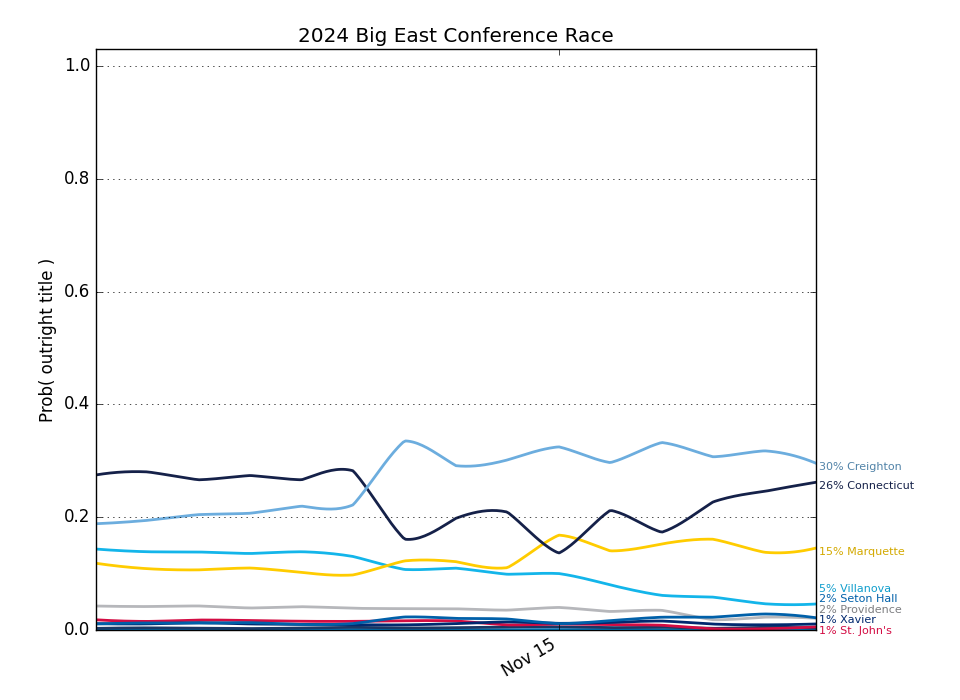 2024 Big East Conference Race
Prob( outright title )
1.0
0.8
0.6
0.4
0.2
0.0
Nov 15
30% Creighton
26% Connecticut
15% Marquette
5% Villanova
2% Seton Hall
2% Providence
1% Xavier
1% St. John's